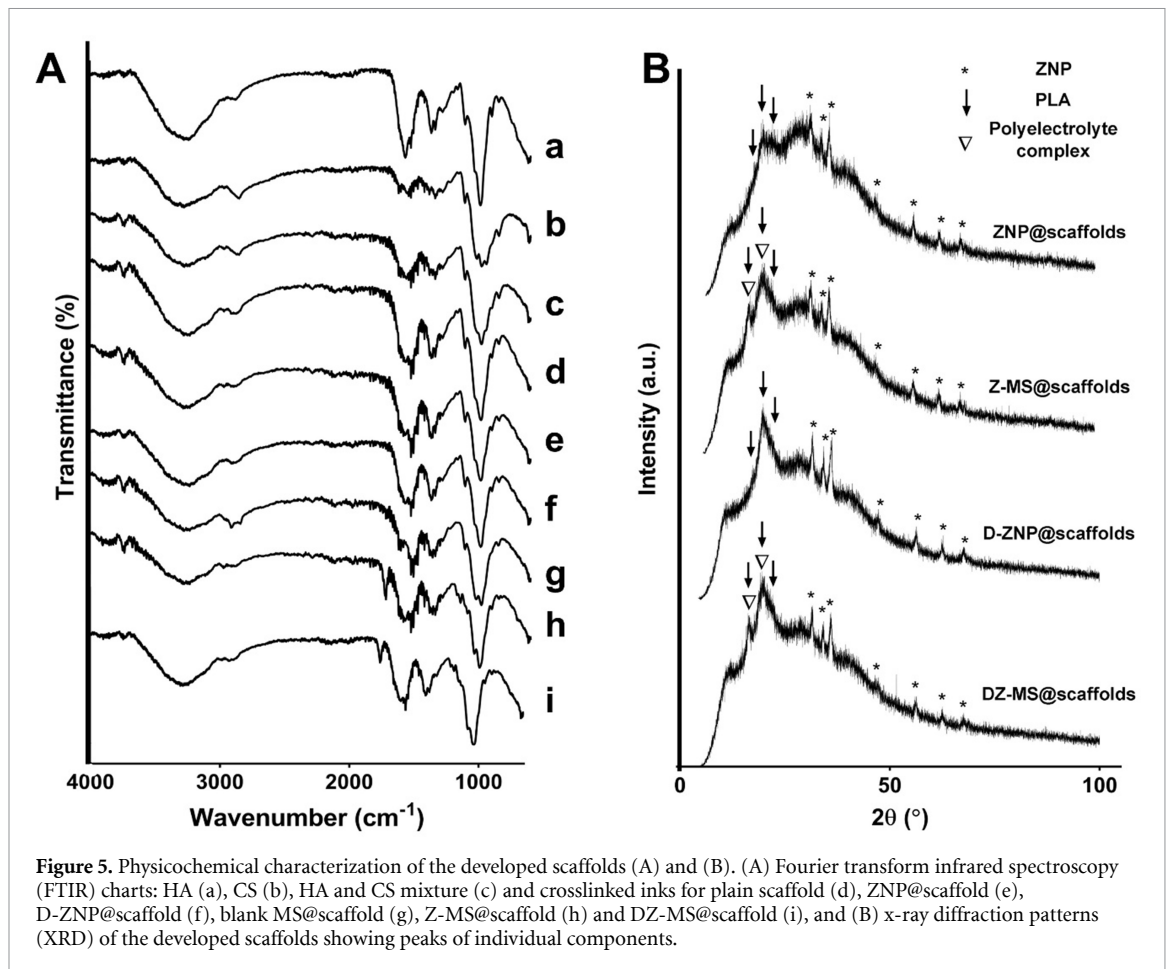 A
Transmittance (%)
a
b
c
d
e
f
g
h
i
4000 3000 2000 1000
Wavenumber (cm⁻¹)
B
* ZNP
↓ PLA
▽ Polyelectrolyte
complex
Intensity (a.u.)
ZNP@scaffolds
Z-MS@scaffolds
D-ZNP@scaffolds
DZ-MS@scaffolds
0 50 100
2θ (°)
Figure 5. Physicochemical characterization of the developed scaffolds (A) and (B). (A) Fourier transform infrared spectroscopy
(FTIR) charts: HA (a), CS (b), HA and CS mixture (c) and crosslinked inks for plain scaffold (d), ZNP@scaffold (e),
D-ZNP@scaffold (f), blank MS@scaffold (g), Z-MS@scaffold (h) and DZ-MS@scaffold (i), and (B) x-ray diffraction patterns
(XRD) of the developed scaffolds showing peaks of individual components.